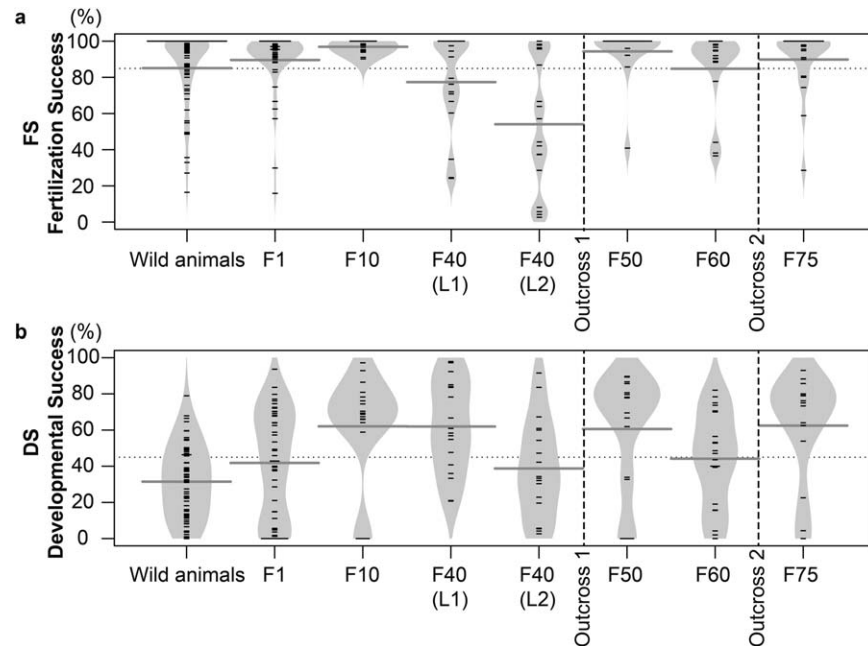 a (%)
FS
Fertilization Success
100
80
60
40
20
0
Wild animals F1 F10 F40 F40 F50 F60 F75
(L1) (L2)
Outcross 1
Outcross 2
b (%)
DS
Developmental Success
100
80
60
40
20
0
Wild animals F1 F10 F40 F40 F50 F60 F75
(L1) (L2)
Outcross 1
Outcross 2